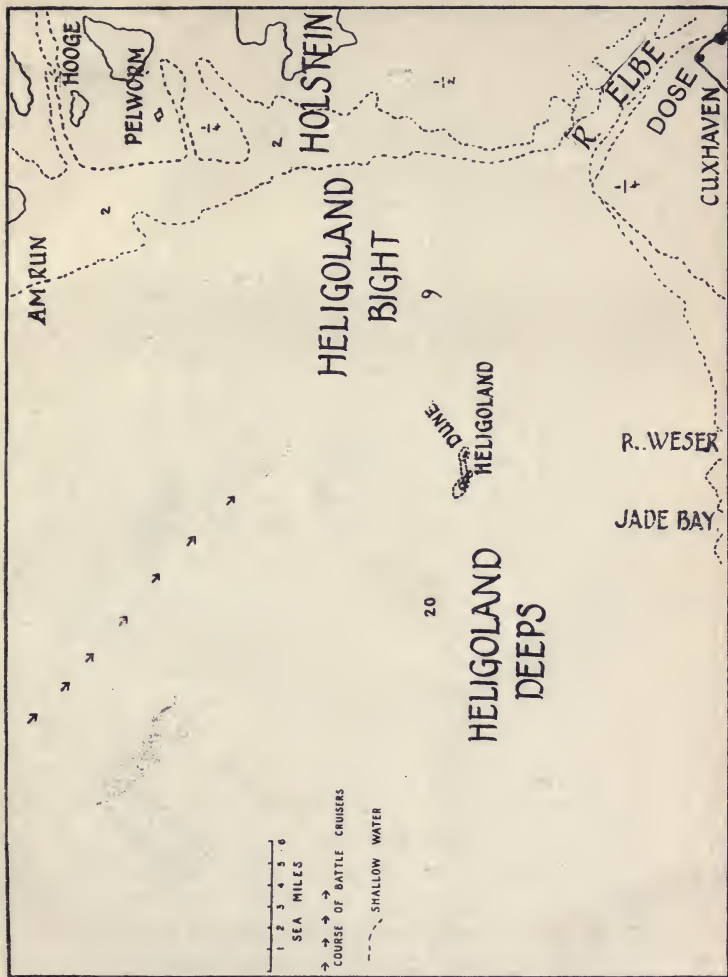 AMRUN
HOOGE
PELWORM
1/4
2
2
HOLSTEIN
1/2
HELIGOLAND
BIGHT
9
R. ELBE
DOSE
1/4
CUXHAVEN
DUNE
HELIGOLAND
R. WESER
JADE BAY
20
HELIGOLAND
DEEPS
1 2 3 4 5 6
SEA MILES
→ → → →
COURSE OF BATTLE CRUISERS
SHALLOW WATER